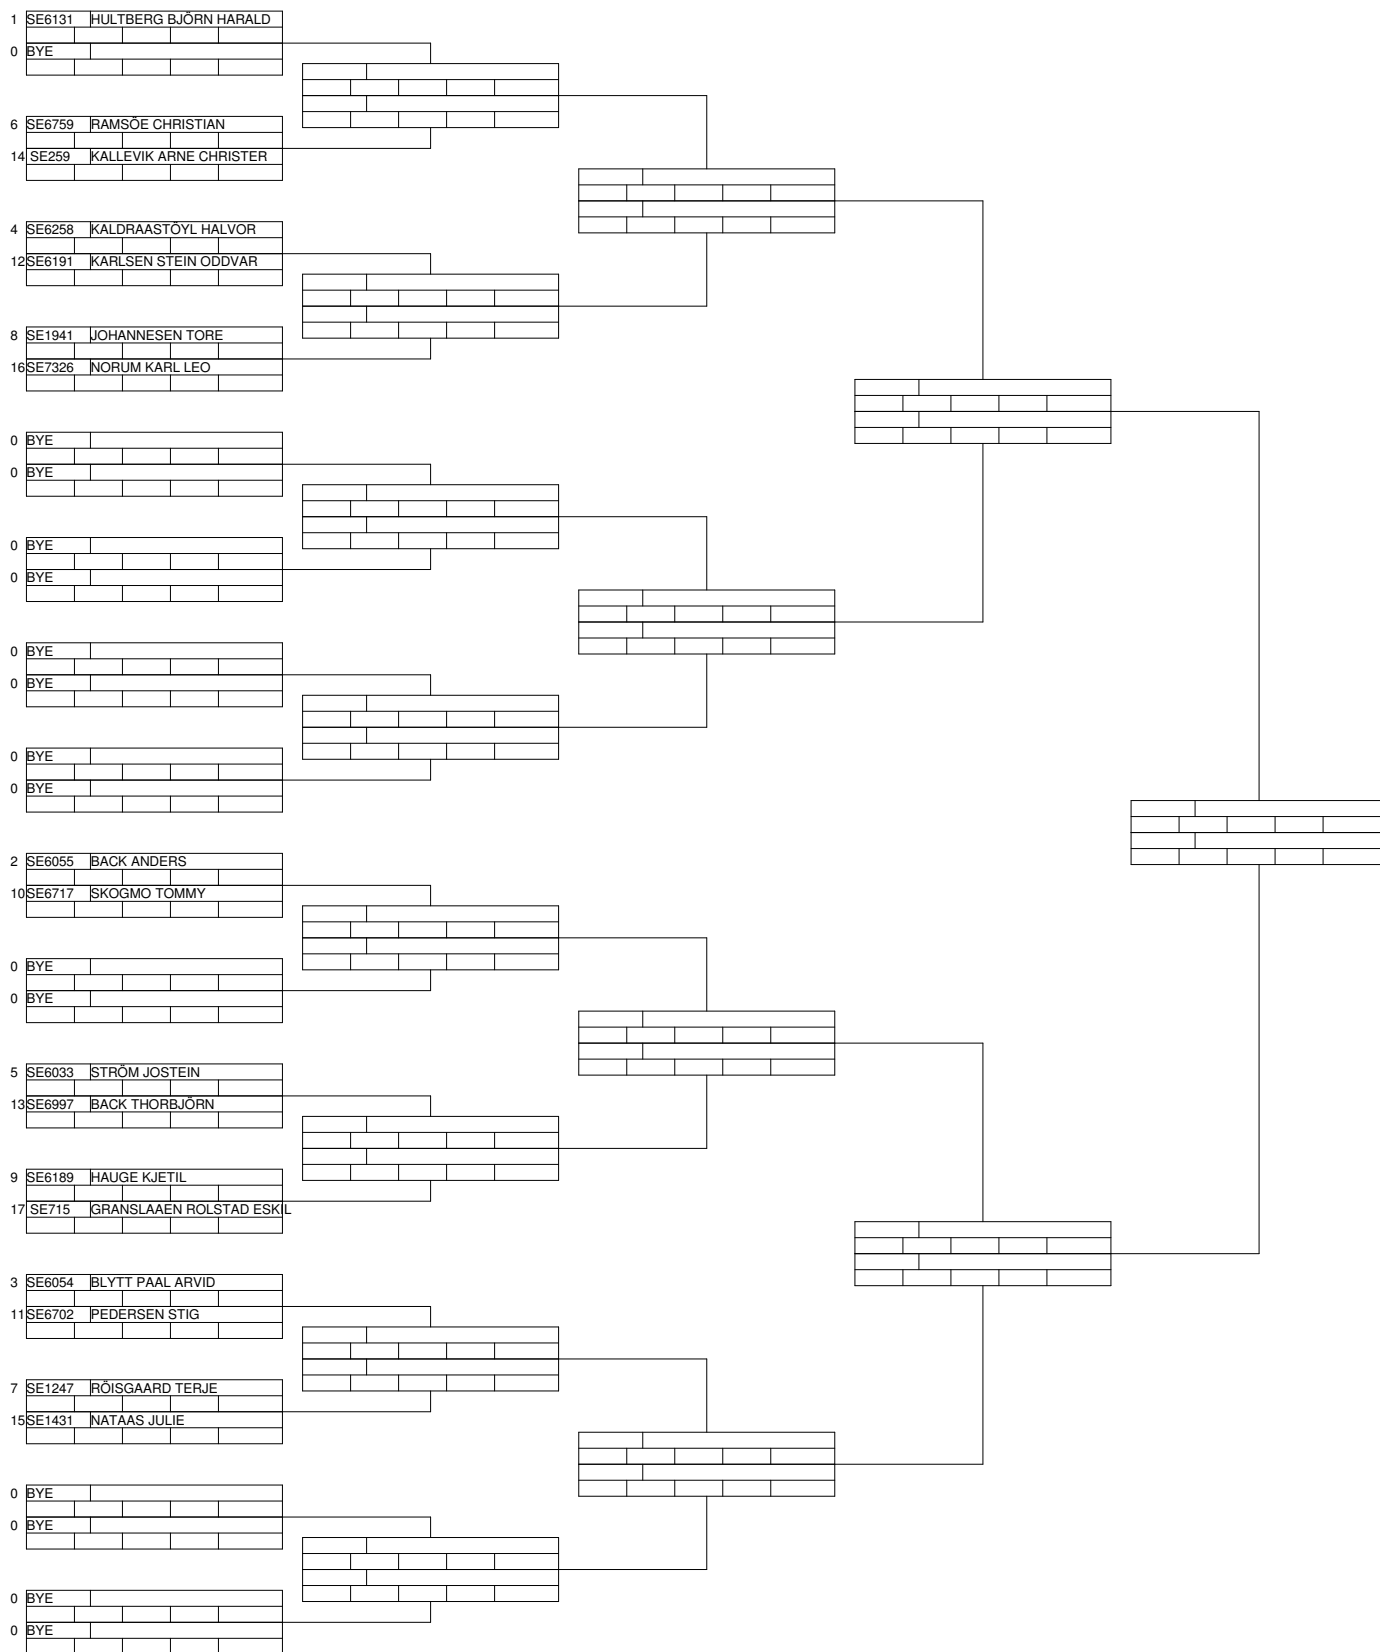 1 SE6131 HULTBERG BJÖRN HARALD
0 BYE
6 SE6759 RAMSÖE CHRISTIAN
14 SE259 KALLEVIK ARNE CHRISTER
4 SE6258 KALDRAASTÖYL HALVOR
12 SE6191 KARLSEN STEIN ODDVAR
8 SE1941 JOHANNESEN TORE
16 SE7326 NORUM KARL LEO
0 BYE
0 BYE
0 BYE
0 BYE
0 BYE
0 BYE
0 BYE
0 BYE
2 SE6055 BACK ANDERS
10 SE6717 SKOGMO TOMMY
0 BYE
0 BYE
5 SE6033 STRÖM JOSTEIN
13 SE6997 BACK THORBJÖRN
9 SE6189 HAUGE KJETIL
17 SE715 GRANSLAAEN ROLSTAD ESKIL
3 SE6054 BLYTT PAAL ARVID
11 SE6702 PEDERSEN STIG
7 SE1247 RÖISGAARD TERJE
15 SE1431 NATAAS JULIE
0 BYE
0 BYE
0 BYE
0 BYE